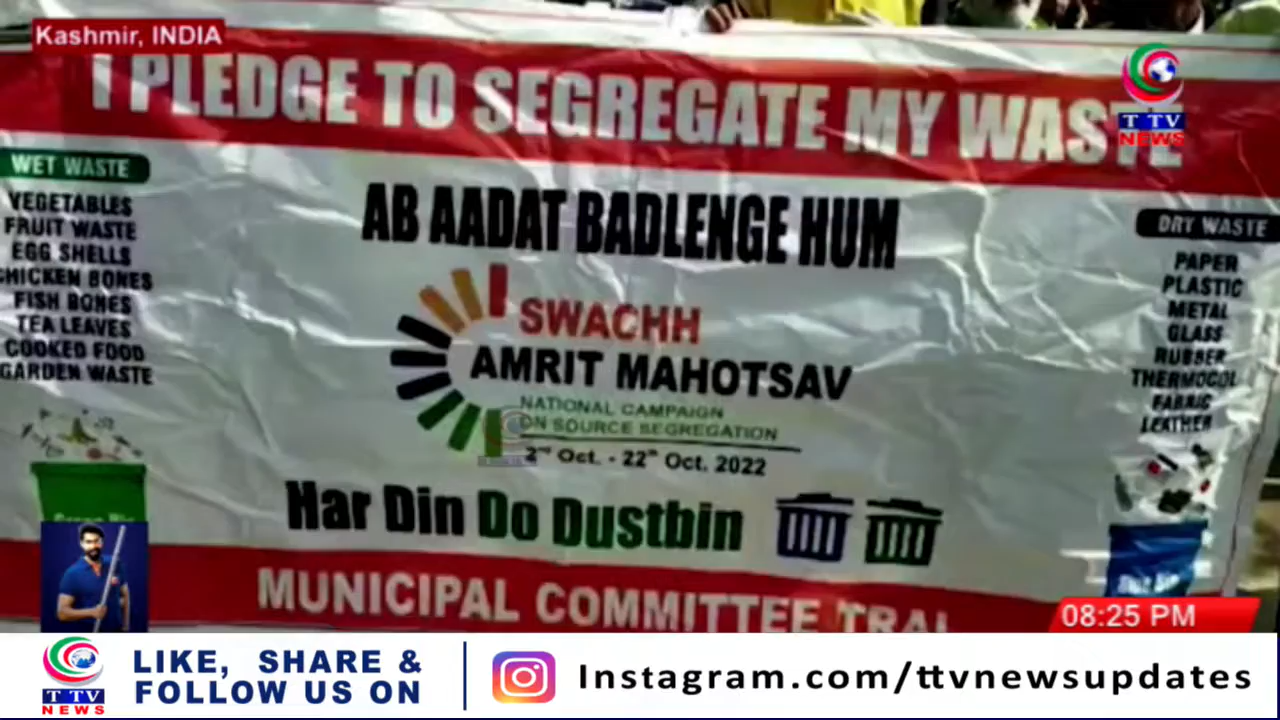 Kashmir, INDIA
I PLEDGE TO SEGREGATE MY WASTE
T TV
NEWS
WET WASTE
VEGETABLES
FRUIT WASTE
EGG SHELLS
CHICKEN BONES
FISH BONES
TEA LEAVES
COOKED FOOD
GARDEN WASTE
AB AADAT BADLENGE HUM
SWACHH
AMRIT MAHOTSAV
NATIONAL CAMPAIGN
ON SOURCE SEGREGATION
2nd Oct. - 22th Oct. 2022
Har Din Do Dustbin
DRY WASTE
PAPER
PLASTIC
METAL
GLASS
RUBBER
THERMOCOL
FABRIC
LEATHER
MUNICIPAL COMMITTEE TRAL
08:25 PM
T TV
NEWS
LIKE, SHARE &
FOLLOW US ON
Instagram.com/ttvnewsupdates